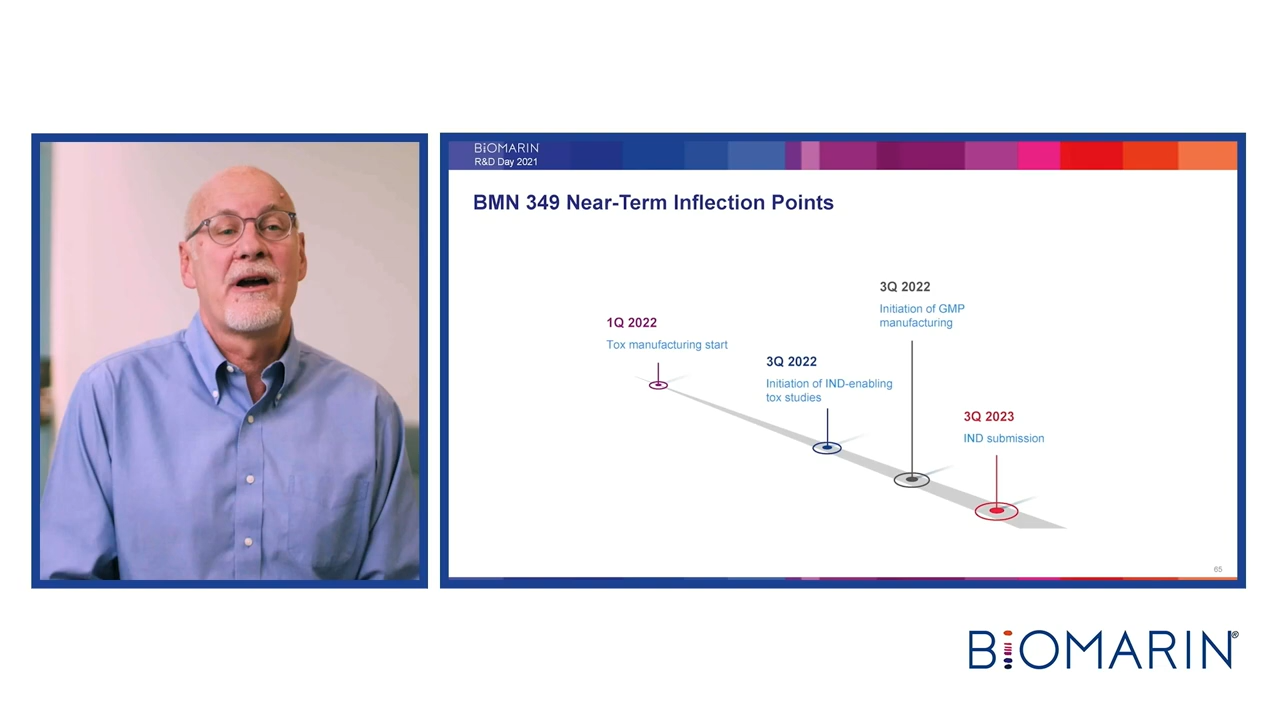 BiOMARIN
R&D Day 2021
BMN 349 Near-Term Inflection Points
1Q 2022
Tox manufacturing start
3Q 2022
Initiation of IND-enabling
tox studies
3Q 2022
Initiation of GMP
manufacturing
3Q 2023
IND submission
65
BiOMARIN®